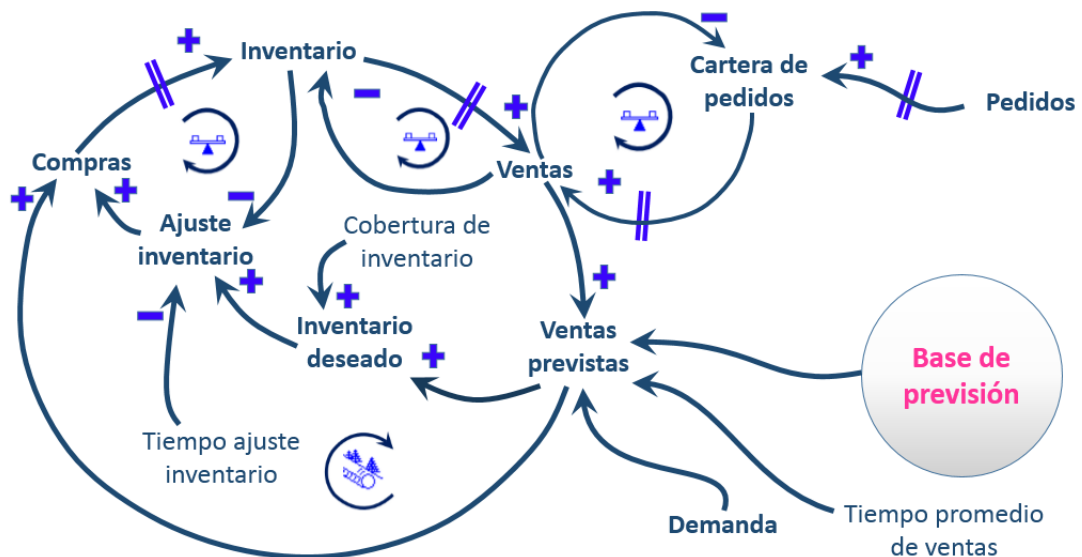 Inventario
Cartera de
pedidos
Pedidos
Compras
Ventas
Ajuste
inventario
Cobertura de
inventario
Inventario
deseado
Ventas
previstas
Base de
previsión
Tiempo ajuste
inventario
Demanda
Tiempo promedio
de ventas